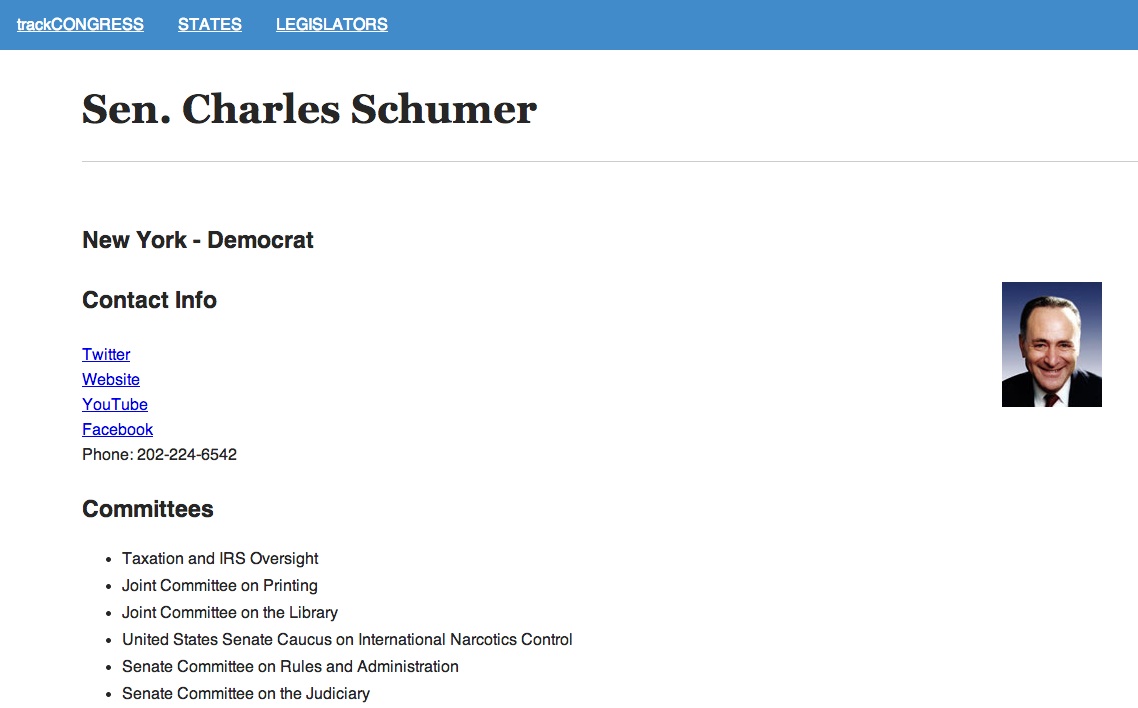 trackCONGRESS STATES LEGISLATORS
Sen. Charles Schumer
New York - Democrat
Contact Info
Twitter
Website
YouTube
Facebook
Phone: 202-224-6542
Committees
• Taxation and IRS Oversight
• Joint Committee on Printing
• Joint Committee on the Library
• United States Senate Caucus on International Narcotics Control
• Senate Committee on Rules and Administration
• Senate Committee on the Judiciary